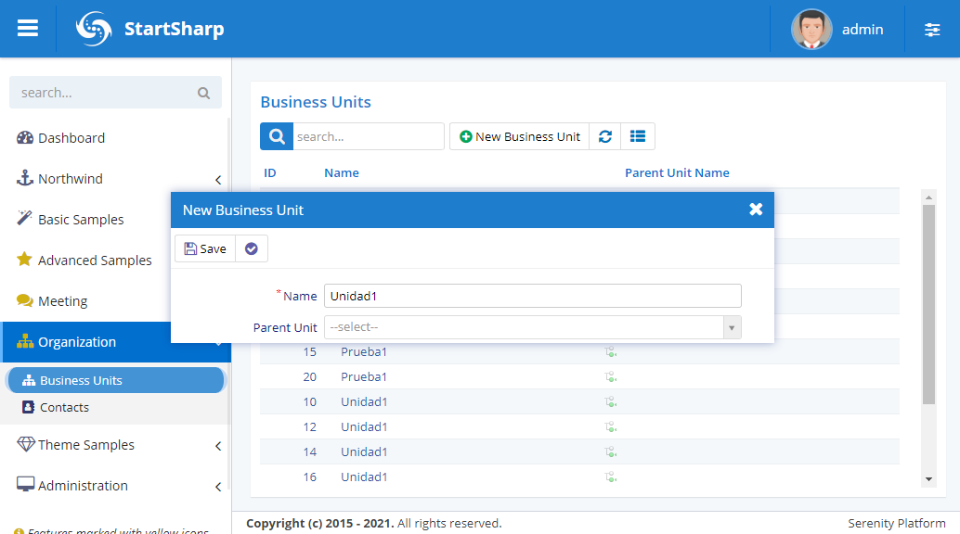 StartSharp
admin
search...
Dashboard
Northwind
Basic Samples
Advanced Samples
Meeting
Organization
Business Units
Contacts
Theme Samples
Administration
Features marked with yellow icons
Business Units
search...
New Business Unit
ID Name Parent Unit Name
New Business Unit
Save
*Name Unidad1
Parent Unit --select--
15 Prueba1
20 Prueba1
10 Unidad1
12 Unidad1
14 Unidad1
16 Unidad1
Copyright (c) 2015 - 2021. All rights reserved.
Serenity Platform